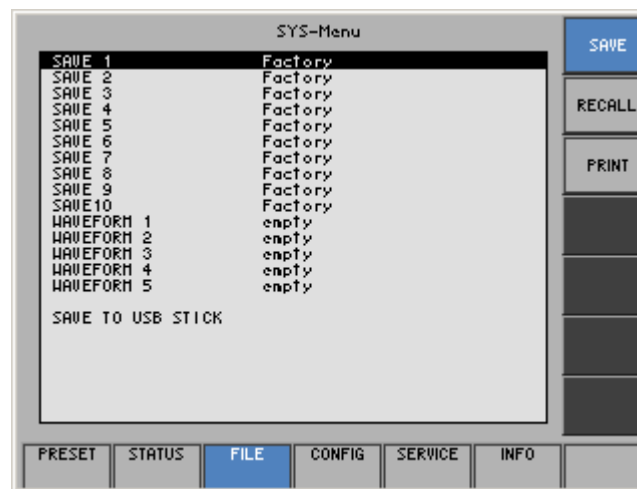 SYS-Menu
SAVE 1 Factory
SAVE 2 Factory
SAVE 3 Factory
SAVE 4 Factory
SAVE 5 Factory
SAVE 6 Factory
SAVE 7 Factory
SAVE 8 Factory
SAVE 9 Factory
SAVE10 Factory
WAVEFORM 1 empty
WAVEFORM 2 empty
WAVEFORM 3 empty
WAVEFORM 4 empty
WAVEFORM 5 empty
SAVE TO USB STICK
SAVE
RECALL
PRINT
PRESET STATUS FILE CONFIG SERVICE INFO